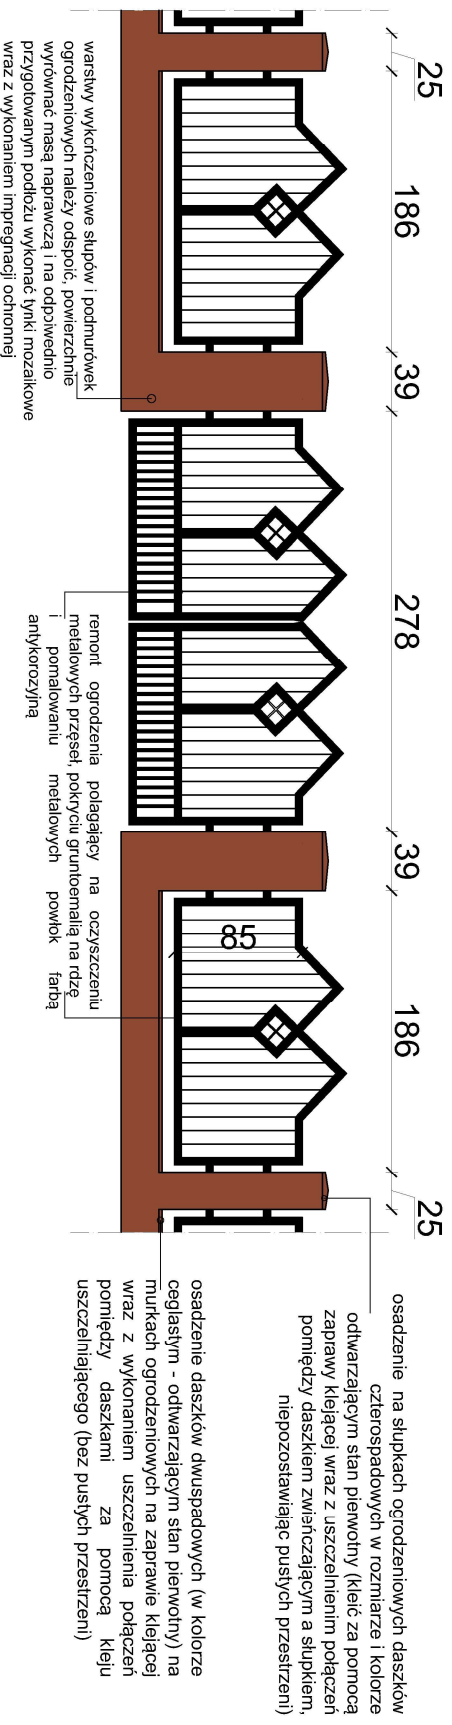 25
186
39
278
39
186
25
85
warstwy wykończeniowe słupów i podmurówek
ogrodzeniowych należy odspoić, powierzchnie
wyrównać masą naprawczą i na odpowiednio
przygotowanym podłożu wykonać tynki mozaikowe
wraz z wykonaniem impregnacji ochronnej
remont ogrodzenia polagający na oczyszczeniu
metalowych przęseł, pokryciu gruntoemalią na rdzę
i pomalowaniu metalowych powłok farbą
antykorozyjną
osadzenie na słupkach ogrodzeniowych daszków
czterospadowych w rozmiarze i kolorze
odtwarzającym stan pierwotny (kleić za pomocą
zaprawy klejącej wraz z uszczelnienim połączeń
pomiędzy daszkiem zwieńczającym a słupkiem,
niepozostawiając pustych przestrzeni)
osadzenie daszków dwuspadowych (w kolorze
ceglastym - odtwarzającym stan pierwotny) na
murkach ogrodzeniowych na zaprawie klejącej
wraz z wykonaniem uszczelnienia połączeń
pomiędzy daszkami za pomocą kleju
uszczelniającego (bez pustych przestrzeni)